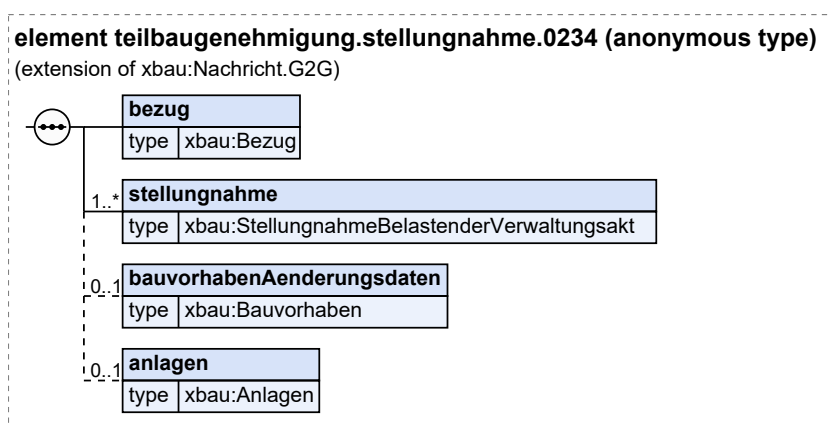 element teilbaugenehmigung.stellungnahme.0234 (anonymous type)
(extension of xbau:Nachricht.G2G)
bezug
type xbau:Bezug
1..* stellungnahme
type xbau:StellungnahmeBelastenderVerwaltungsakt
0..1 bauvorhabenAenderungsdaten
type xbau:Bauvorhaben
0..1 anlagen
type xbau:Anlagen